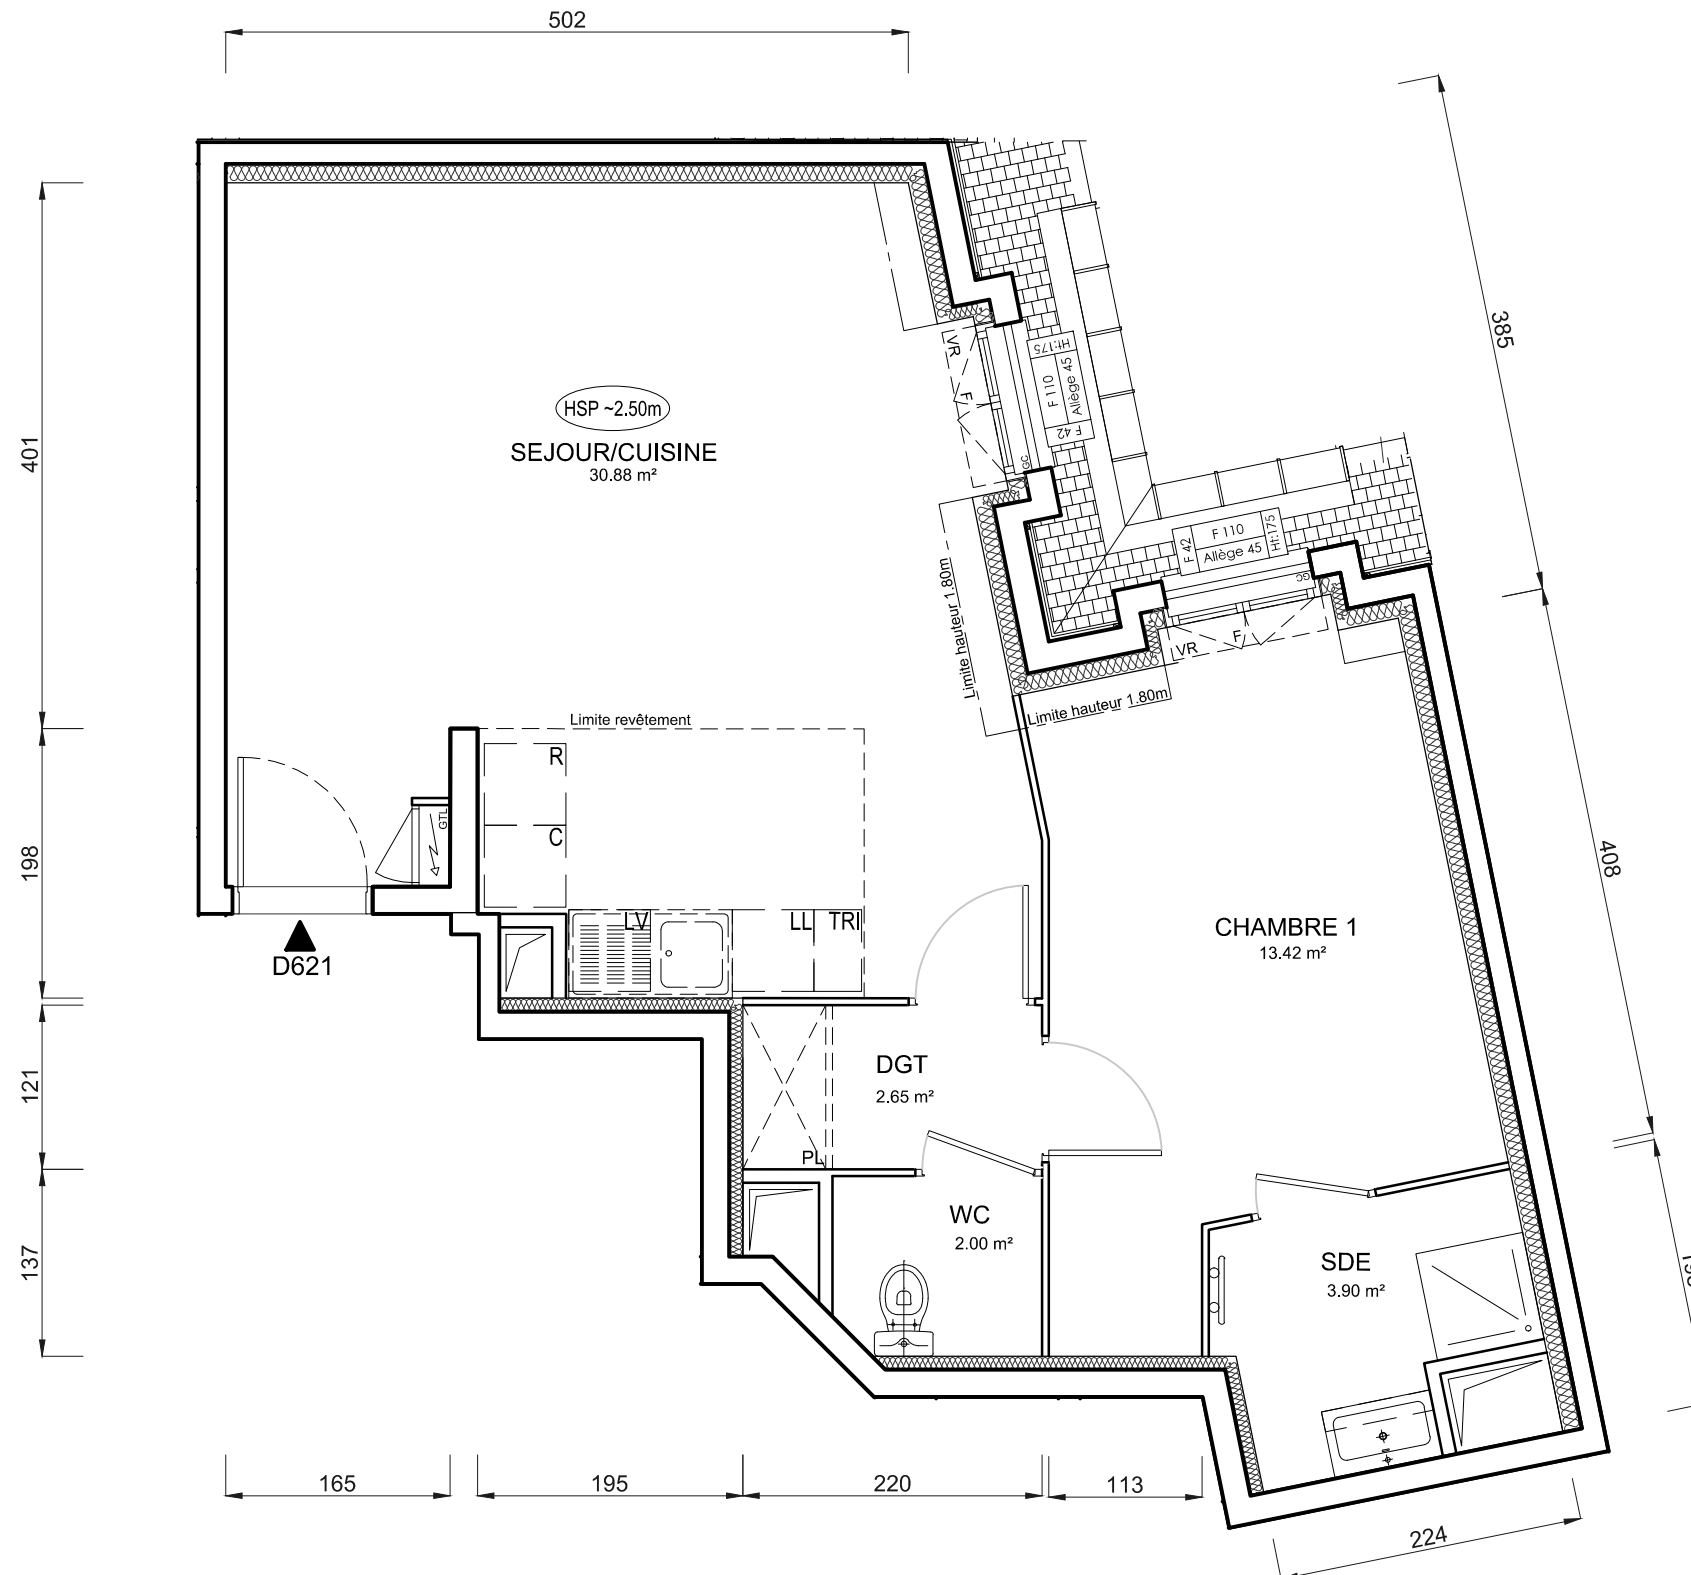 502
385
401
HSP ~2.50m
SEJOUR/CUISINE
30.88 m²
VR
F
Ht:175
F 110
Allège 45
F 42
GC
F 42
F 110
Allège 45
Ht:175
GC
VR
F
Limite hauteur 1.80m
Limite hauteur 1.80m
Limite revêtement
R
C
GTL
198
408
LV
LL
TRI
D621
CHAMBRE 1
13.42 m²
DGT
2.65 m²
121
PL
WC
2.00 m²
137
SDE
3.90 m²
165
195
220
113
224